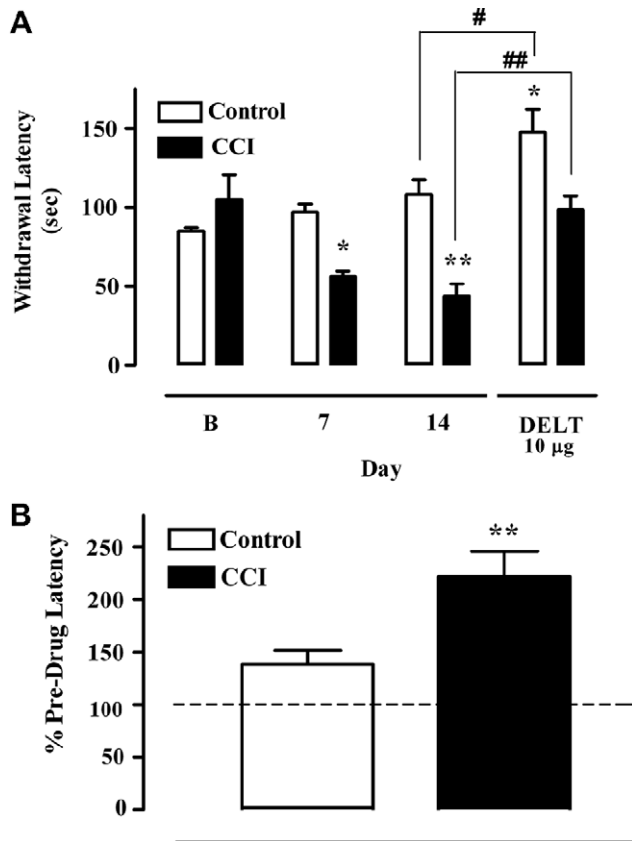 A
#
##
Control
CCI
*
*
**
Withdrawal Latency
(sec)
150
100
50
0
B
7
14
DELT
10 µg
Day
B
Control
CCI
**
% Pre-Drug Latency
250
200
150
100
50
0